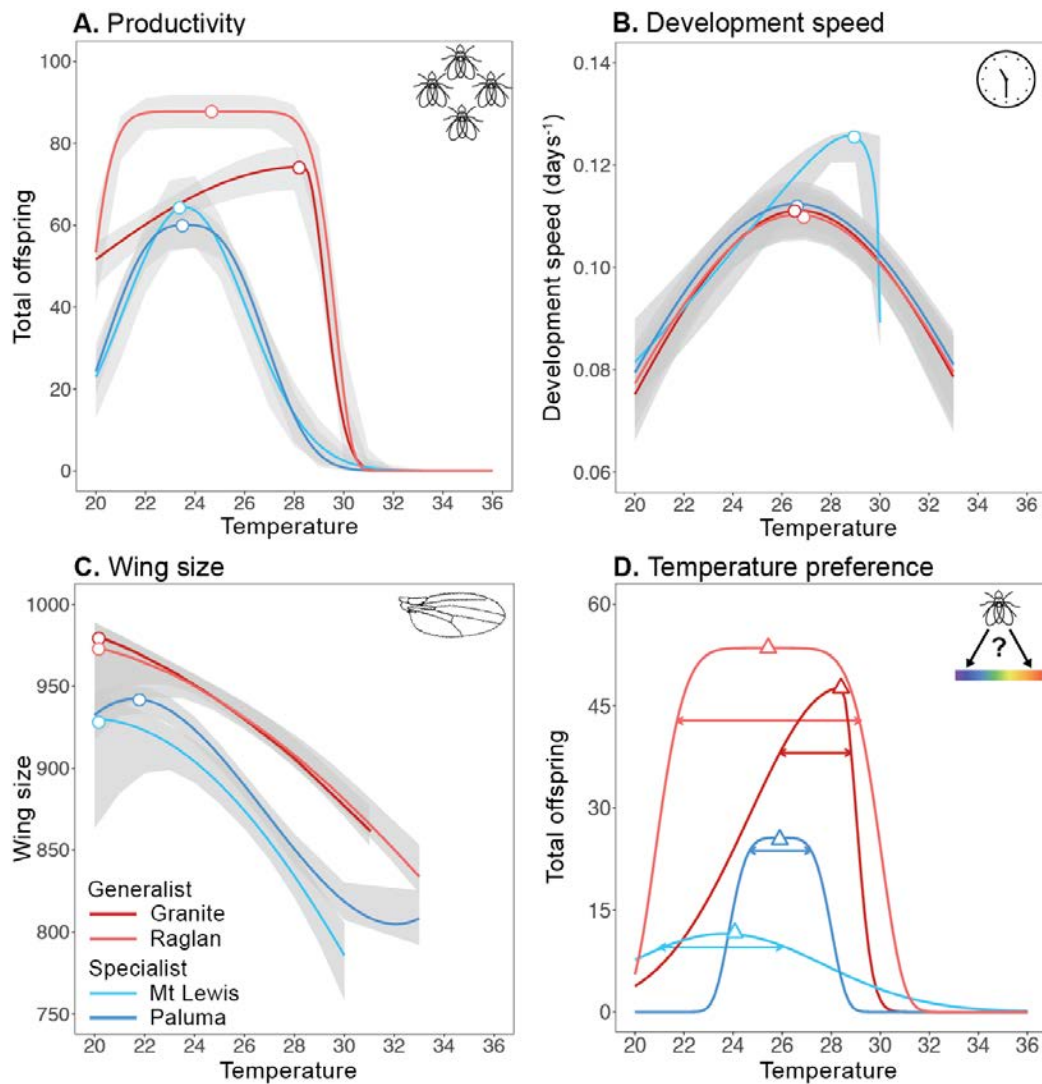 A. Productivity
100
80
60
40
20
0
Total offspring
20 22 24 26 28 30 32 34 36
Temperature
B. Development speed
0.14
0.12
0.10
0.08
0.06
Development speed (days⁻¹)
20 22 24 26 28 30 32 34 36
Temperature
C. Wing size
1000
950
900
850
800
750
Wing size
Generalist
Granite
Raglan
Specialist
Mt Lewis
Paluma
20 22 24 26 28 30 32 34 36
Temperature
D. Temperature preference
?
60
45
30
15
0
Total offspring
20 22 24 26 28 30 32 34 36
Temperature